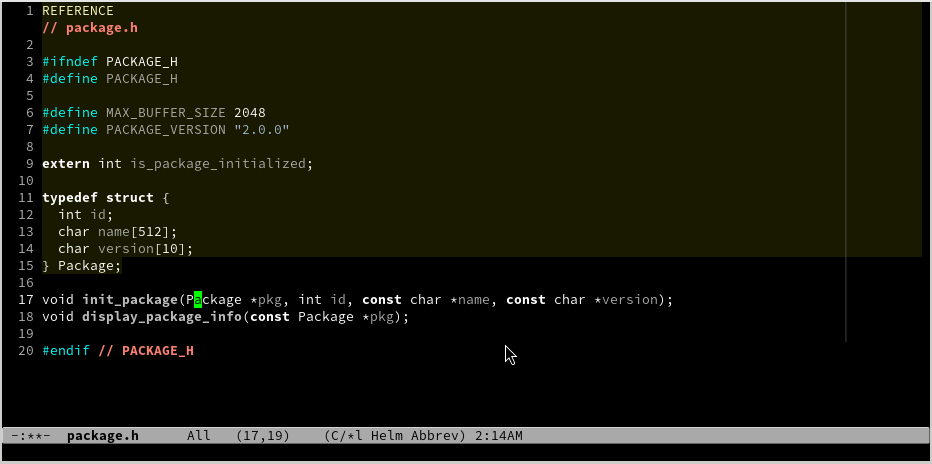 1 REFERENCE
// package.h
2
3 #ifndef PACKAGE_H
4 #define PACKAGE_H
5
6 #define MAX_BUFFER_SIZE 2048
7 #define PACKAGE_VERSION "2.0.0"
8
9 extern int is_package_initialized;
10
11 typedef struct {
12   int id;
13   char name[512];
14   char version[10];
15 } Package;
16
17 void init_package(Package *pkg, int id, const char *name, const char *version);
18 void display_package_info(const Package *pkg);
19
20 #endif // PACKAGE_H
-:**-  package.h      All   (17,19)    (C/*l Helm Abbrev) 2:14AM